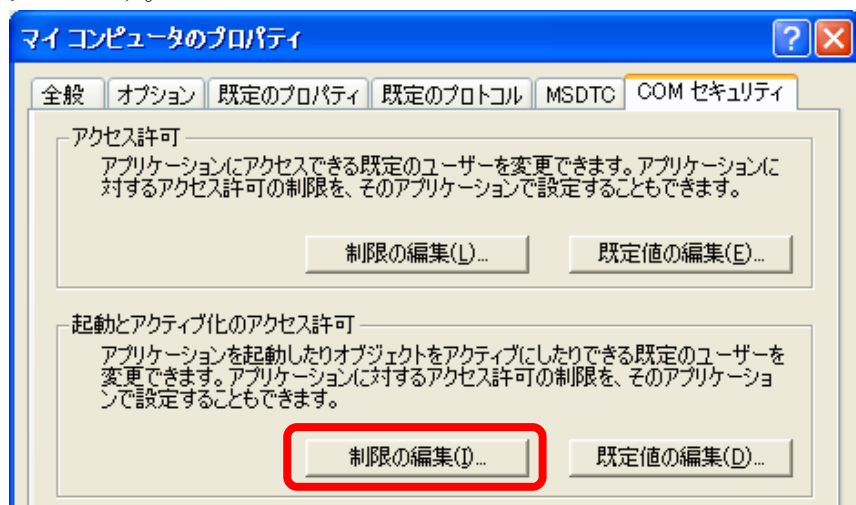 マイ コンピュータのプロパティ
全般 オプション 既定のプロパティ 既定のプロトコル MSDTC COM セキュリティ
アクセス許可
アプリケーションにアクセスできる既定のユーザーを変更できます。アプリケーションに
対するアクセス許可の制限を、そのアプリケーションで設定することもできます。
制限の編集(L)... 既定値の編集(E)...
起動とアクティブ化のアクセス許可
アプリケーションを起動したりオブジェクトをアクティブにしたりできる既定のユーザーを
変更できます。アプリケーションに対するアクセス許可の制限を、そのアプリケーショ
ンで設定することもできます。
制限の編集(I)... 既定値の編集(D)...